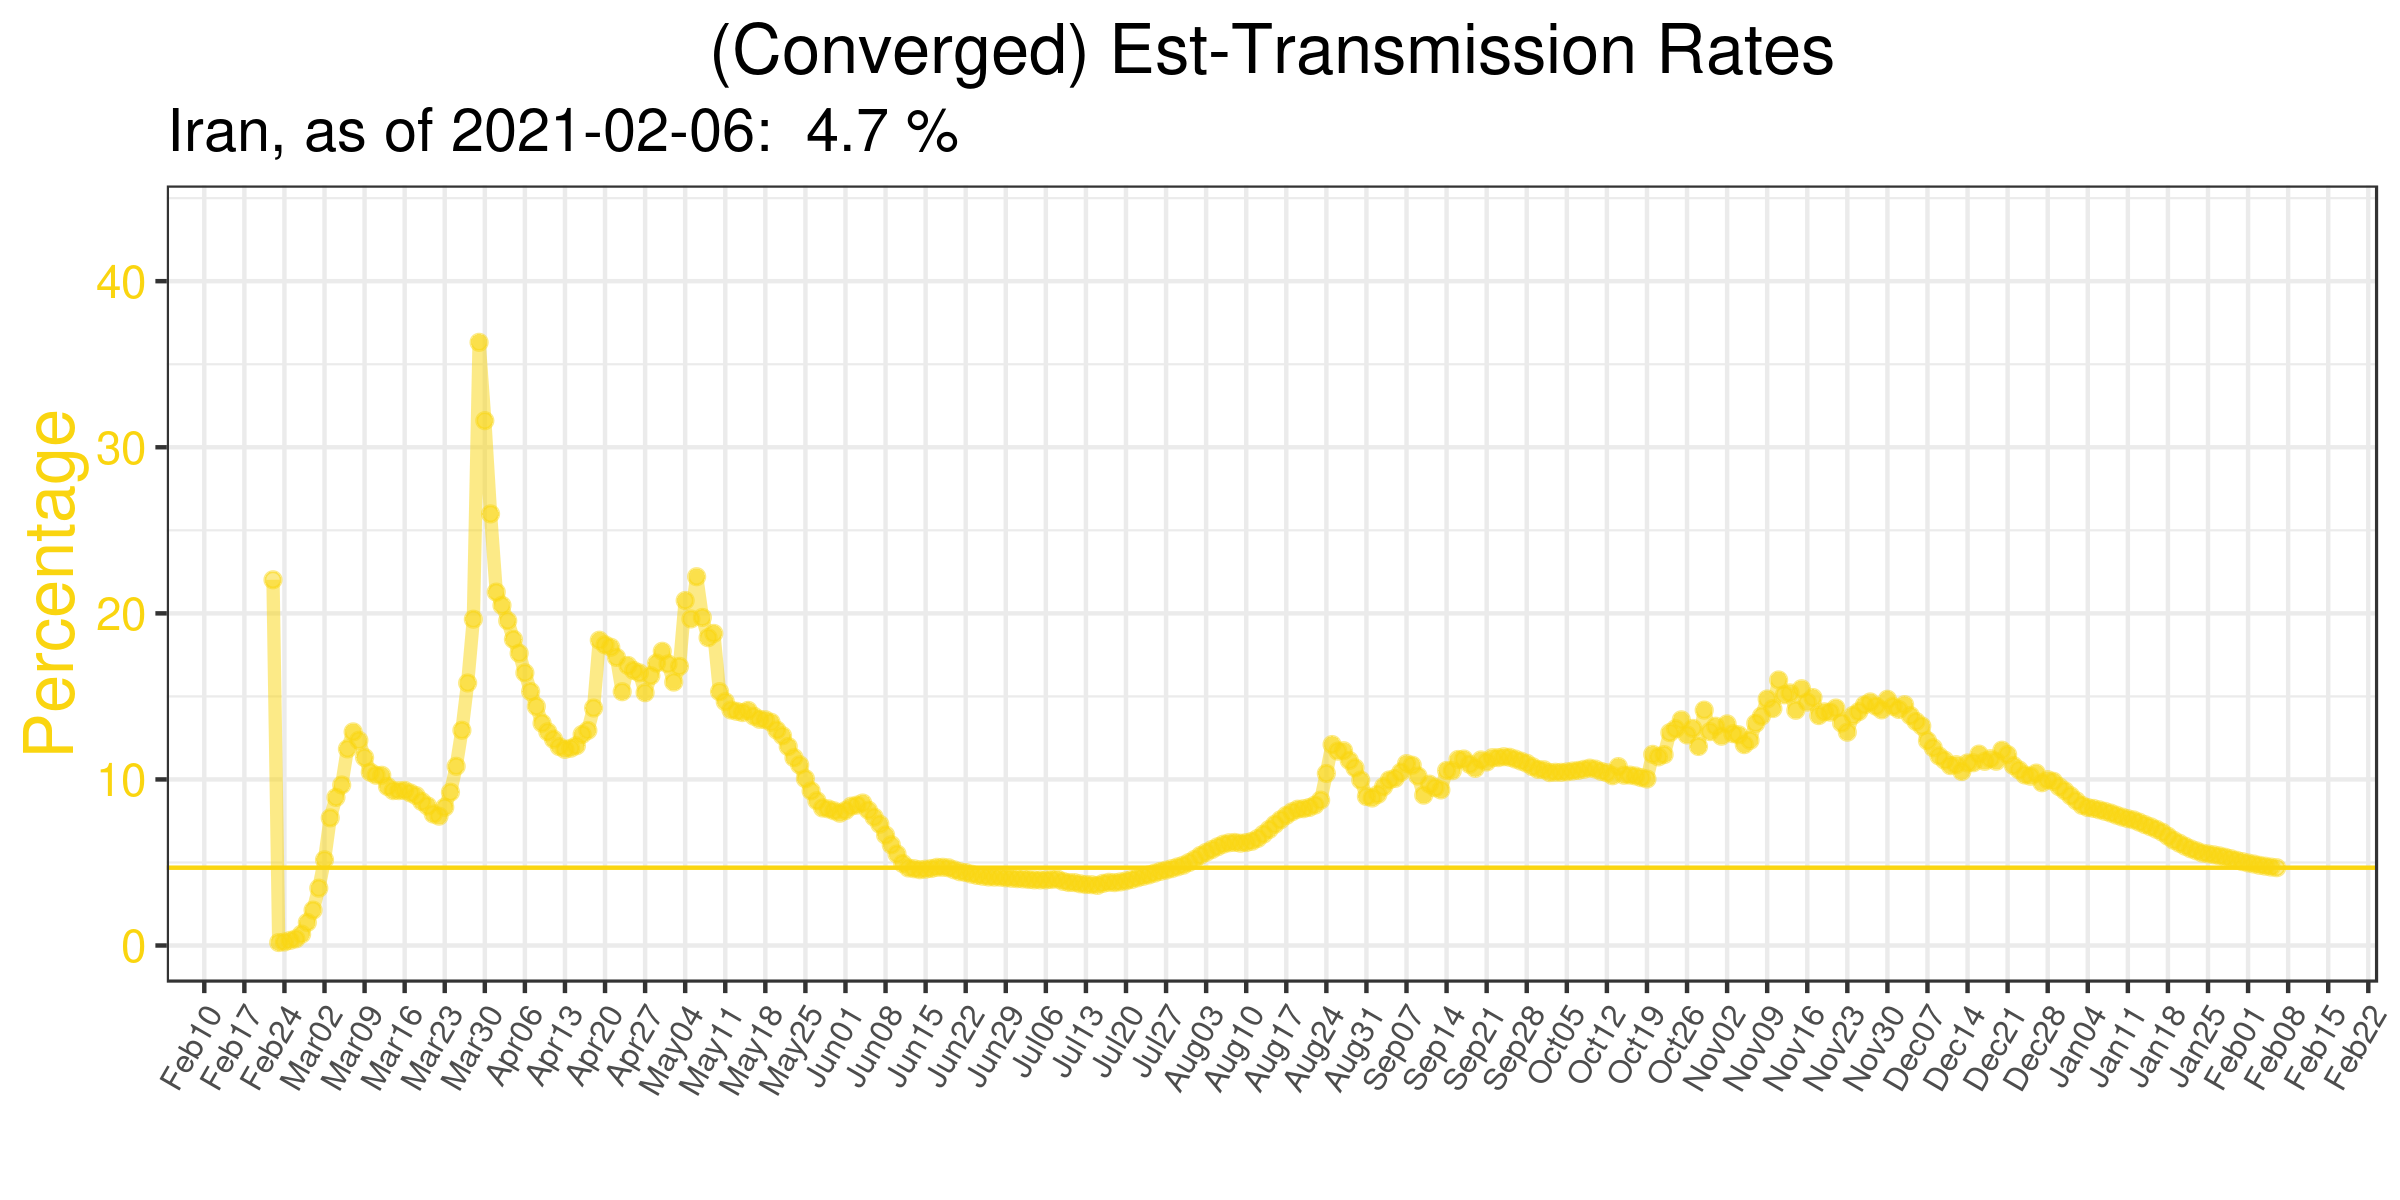 (Converged) Est-Transmission Rates
Iran, as of 2021-02-06:  4.7 %
Percentage
40
30
20
10
0
Feb10 Feb17 Feb24 Mar02 Mar09 Mar16 Mar23 Mar30 Apr06 Apr13 Apr20 Apr27 May04 May11 May18 May25 Jun01 Jun08 Jun15 Jun22 Jun29 Jul06 Jul13 Jul20 Jul27 Aug03 Aug10 Aug17 Aug24 Aug31 Sep07 Sep14 Sep21 Sep28 Oct05 Oct12 Oct19 Oct26 Nov02 Nov09 Nov16 Nov23 Nov30 Dec07 Dec14 Dec21 Dec28 Jan04 Jan11 Jan18 Jan25 Feb01 Feb08 Feb15 Feb22